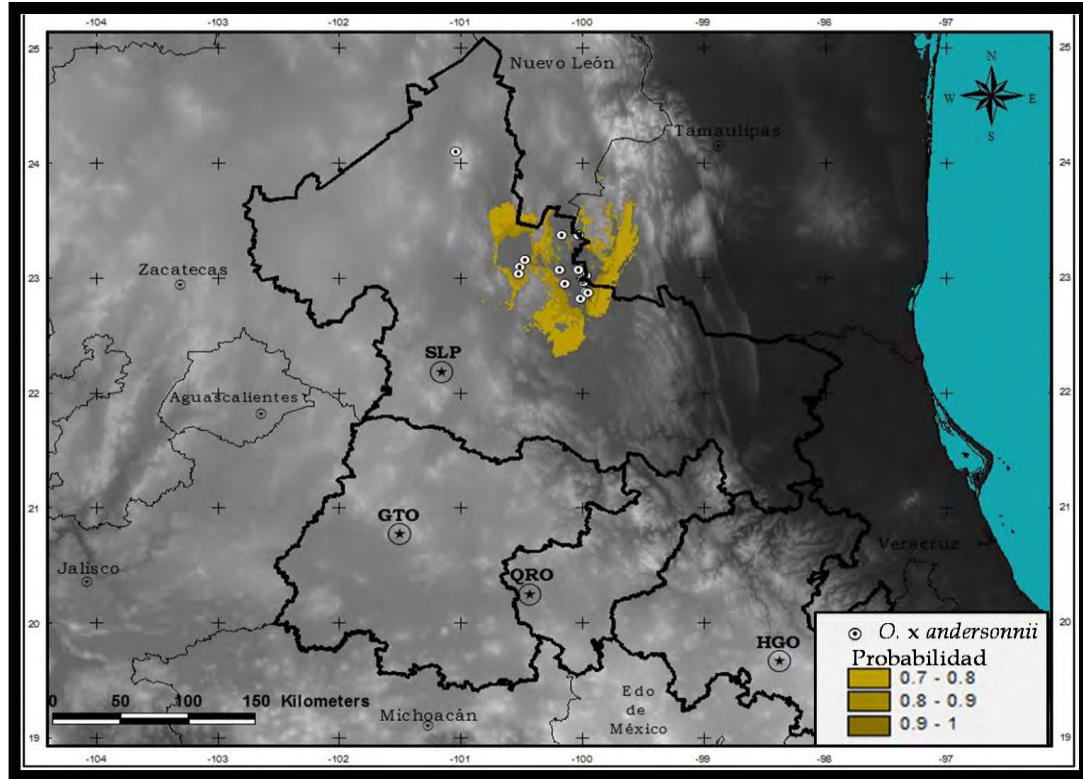 -104 -103 -102 -101 -100 -99 -98 -97
25 25
Nuevo León
N
W E
S
Tamaulipas
24 24
Zacatecas
23 23
SLP
22 22
Aguascalientes
21 21
GTO
Veracruz
Jalisco
QRO
20 20
HGO
O. x andersonnii
Probabilidad
0.7 - 0.8
0.8 - 0.9
0.9 - 1
0 50 100 150 Kilometers
Michoacán
Edo
de
México
19 19
-104 -103 -102 -101 -100 -99 -98 -97